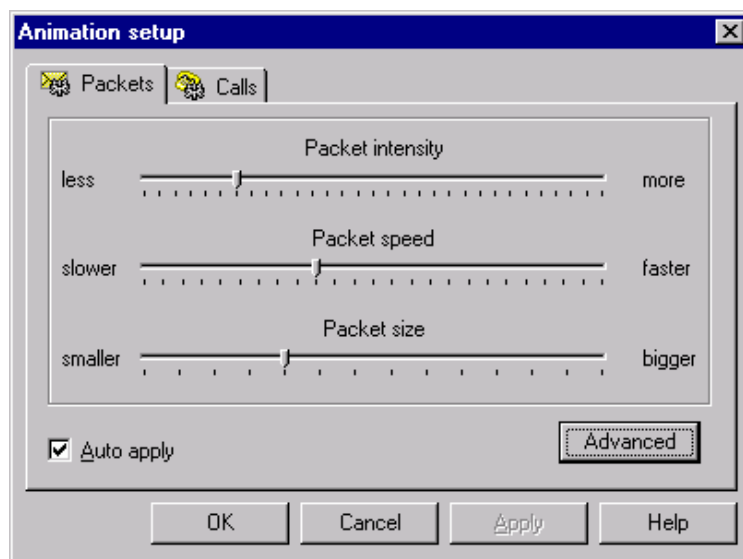 Animation setup
Packets Calls
Packet intensity
less more
Packet speed
slower faster
Packet size
smaller bigger
Auto apply Advanced
OK Cancel Apply Help